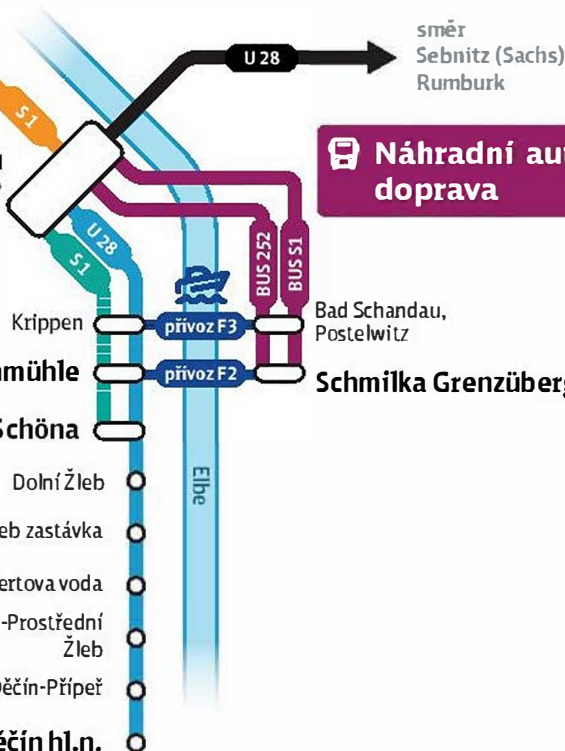 směr
Sebnitz (Sachs)
Rumburk
U 28
Náhradní aut
doprava
S1
U 28
S1
BUS 252
BUS S1
Krippen
přívoz F3
Bad Schandau,
Postelwitz
mühle
přívoz F2
Schmilka Grenzüberg
Schöna
Elbe
Dolní Žleb
eb zastávka
ertova voda
-Prostřední
Žleb
ěčín-Přípeř
ěčín hl.n.